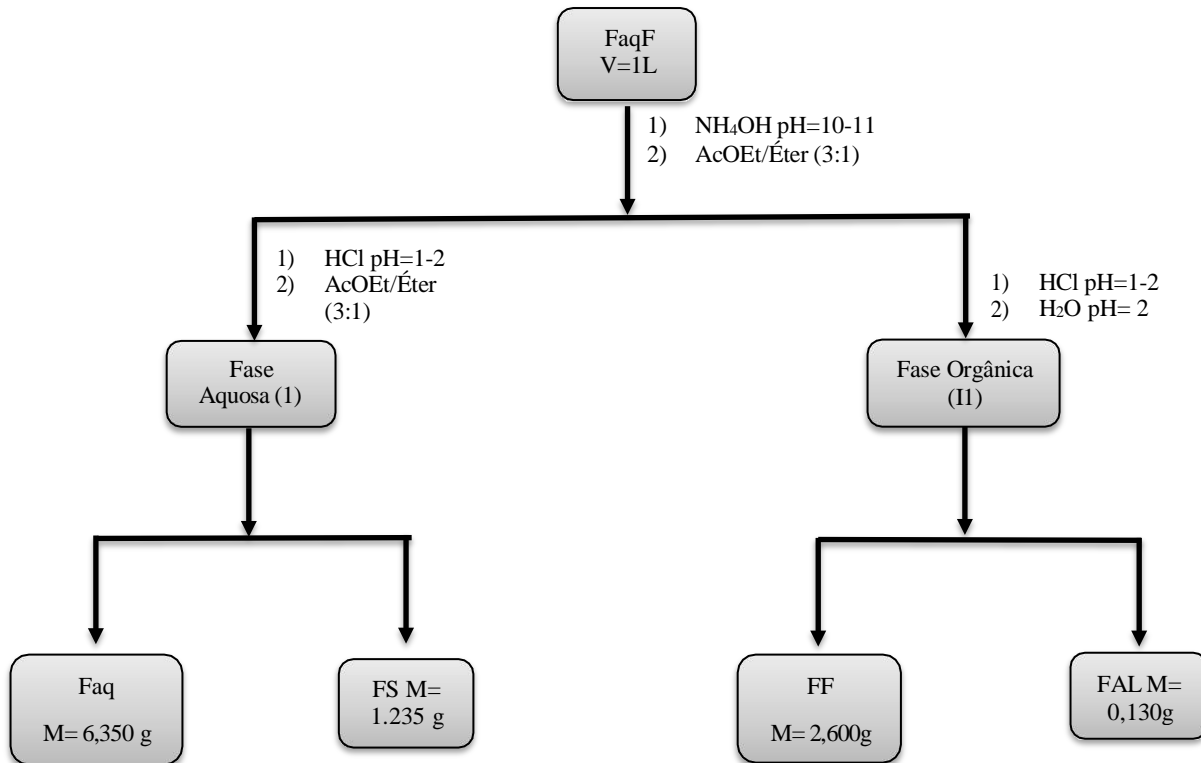 FaqF
V=1L
1) NH₄OH pH=10-11
2) AcOEt/Éter (3:1)
1) HCl pH=1-2
2) AcOEt/Éter
(3:1)
1) HCl pH=1-2
2) H₂O pH= 2
Fase
Aquosa (1)
Fase Orgânica
(I1)
Faq
M= 6,350 g
FS M=
1.235 g
FF
M= 2,600g
FAL M=
0,130g